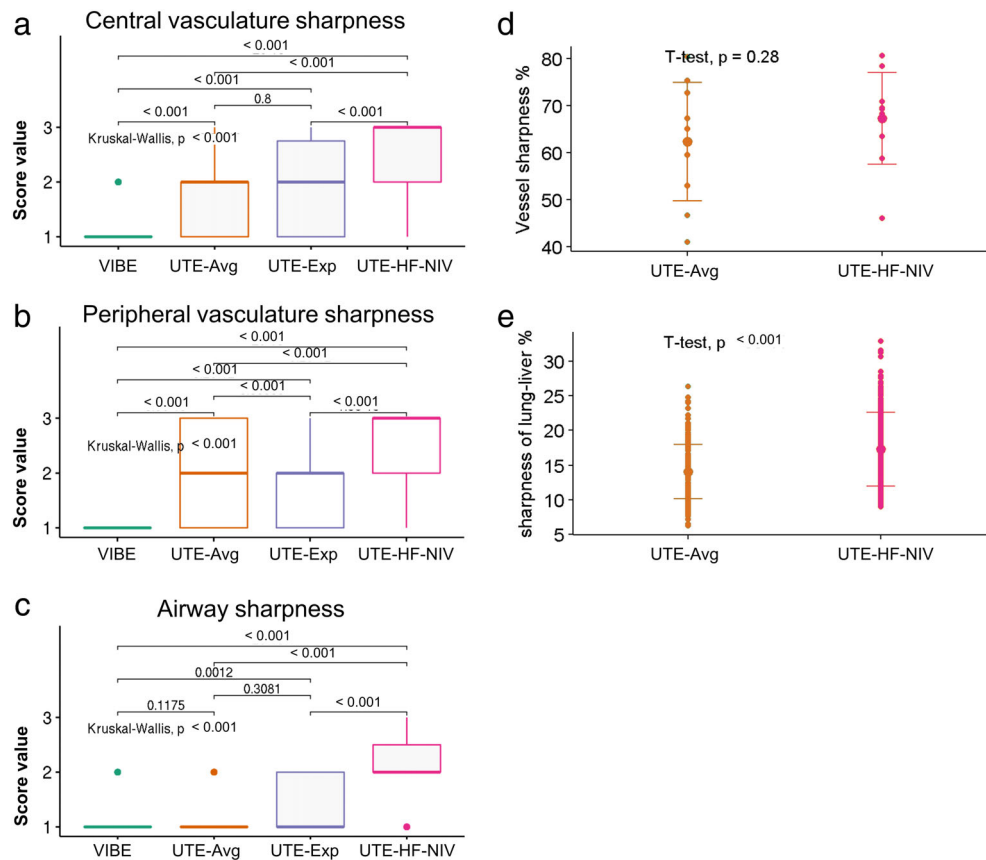 a
Central vasculature sharpness
< 0.001
< 0.001
< 0.001
0.8
< 0.001
< 0.001
Kruskal-Wallis, p < 0.001
Score value
3
2
1
VIBE UTE-Avg UTE-Exp UTE-HF-NIV
b
Peripheral vasculature sharpness
< 0.001
< 0.001
< 0.001
< 0.001
< 0.001
< 0.001
Kruskal-Wallis, p < 0.001
Score value
3
2
1
VIBE UTE-Avg UTE-Exp UTE-HF-NIV
c
Airway sharpness
< 0.001
< 0.001
0.0012
0.3081
0.1175
< 0.001
Kruskal-Wallis, p < 0.001
Score value
3
2
1
VIBE UTE-Avg UTE-Exp UTE-HF-NIV
d
T-test, p = 0.28
Vessel sharpness %
80
70
60
50
40
UTE-Avg UTE-HF-NIV
e
T-test, p < 0.001
sharpness of lung-liver %
30
25
20
15
10
5
UTE-Avg UTE-HF-NIV